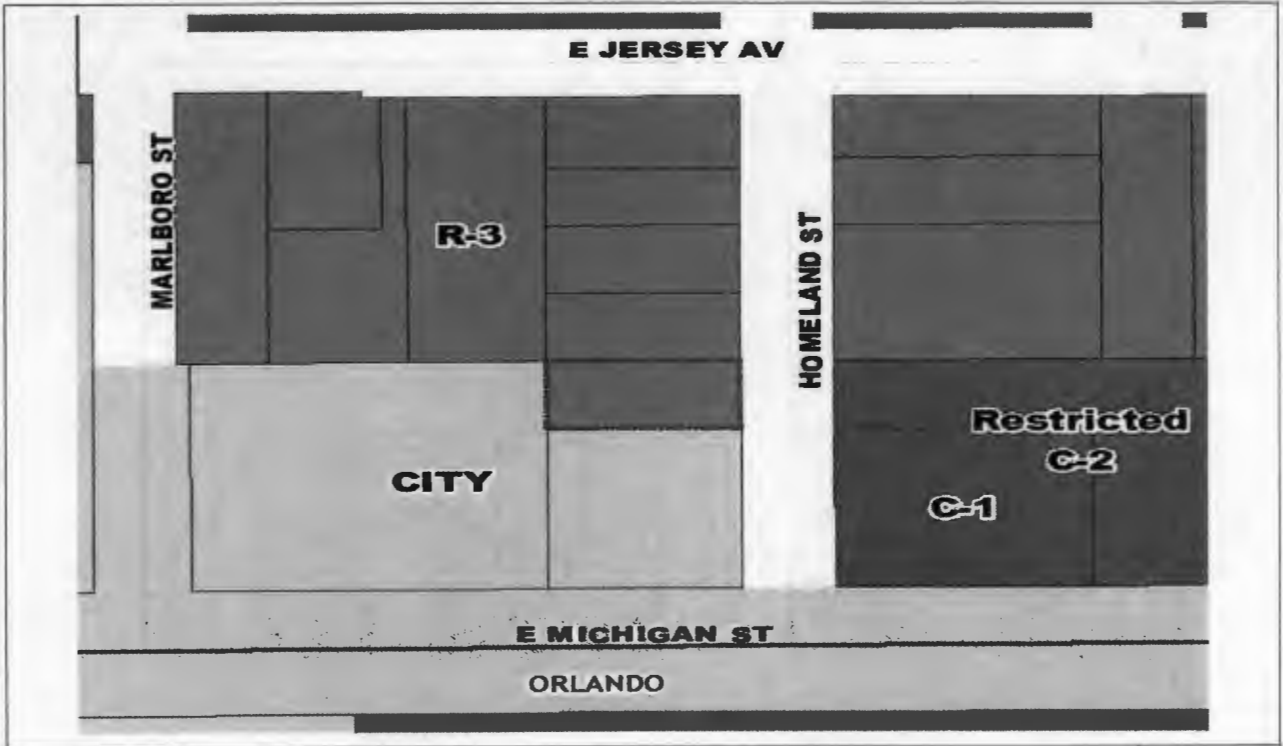 E JERSEY AV
MARLBORO ST
R-3
HOMELAND ST
Restricted
C-2
CITY
C-1
E MICHIGAN ST
ORLANDO